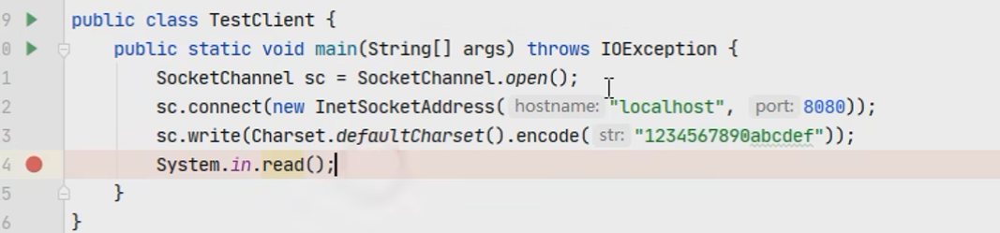 9 public class TestClient {
0 public static void main(String[] args) throws IOException {
1 SocketChannel sc = SocketChannel.open();
2 sc.connect(new InetSocketAddress( hostname: "localhost", port: 8080));
3 sc.write(Charset.defaultCharset().encode( str: "1234567890abcdef"));
4 System.in.read();
5 }
6 }